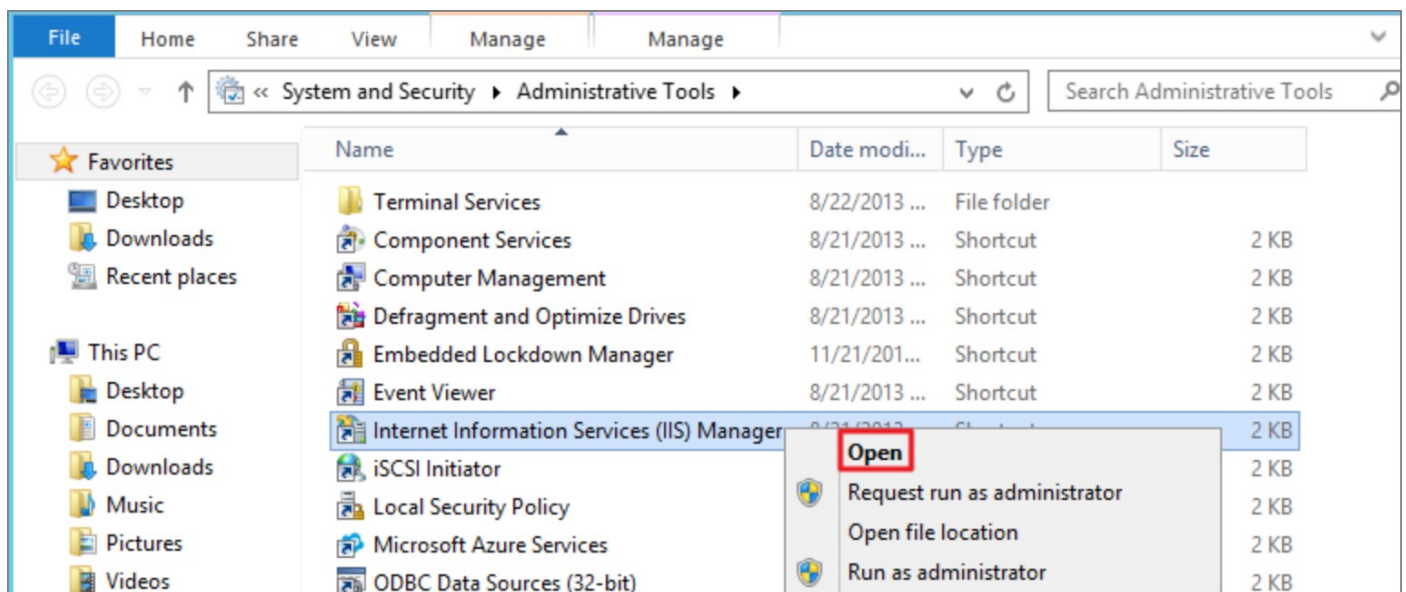 File Home Share View Manage Manage
« System and Security Administrative Tools Search Administrative Tools
Favorites
Desktop
Downloads
Recent places
This PC
Desktop
Documents
Downloads
Music
Pictures
Videos
Name Date modi... Type Size
Terminal Services 8/22/2013 ... File folder
Component Services 8/21/2013 ... Shortcut 2 KB
Computer Management 8/21/2013 ... Shortcut 2 KB
Defragment and Optimize Drives 8/21/2013 ... Shortcut 2 KB
Embedded Lockdown Manager 11/21/201... Shortcut 2 KB
Event Viewer 8/21/2013 ... Shortcut 2 KB
Internet Information Services (IIS) Manager 2 KB
iSCSI Initiator 2 KB
Local Security Policy 2 KB
Microsoft Azure Services 2 KB
ODBC Data Sources (32-bit) 2 KB
Open
Request run as administrator
Open file location
Run as administrator